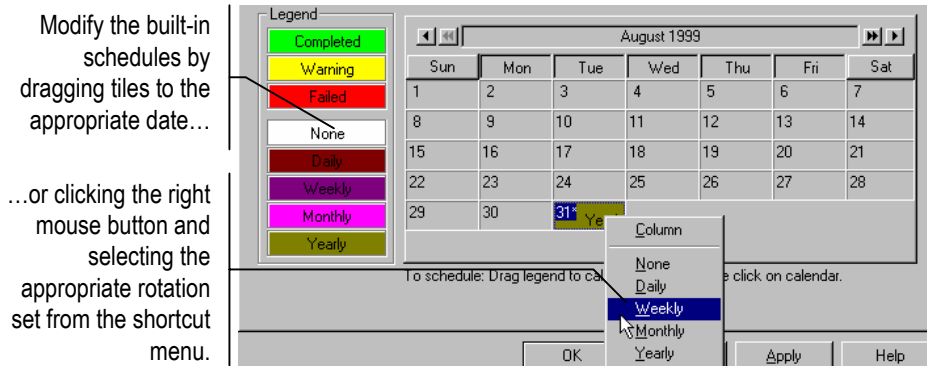 Modify the built-in
schedules by
dragging tiles to the
appropriate date…
…or clicking the right
mouse button and
selecting the
appropriate rotation
set from the shortcut
menu.
Legend
Completed
Warning
Failed
None
Daily
Weekly
Monthly
Yearly
August 1999
Sun Mon Tue Wed Thu Fri Sat
1 2 3 4 5 6 7
8 9 10 11 12 13 14
15 16 17 18 19 20 21
22 23 24 25 26 27 28
29 30 31*
Column
None
Daily
Weekly
Monthly
Yearly
To schedule: Drag legend to click on calendar.
OK Apply Help